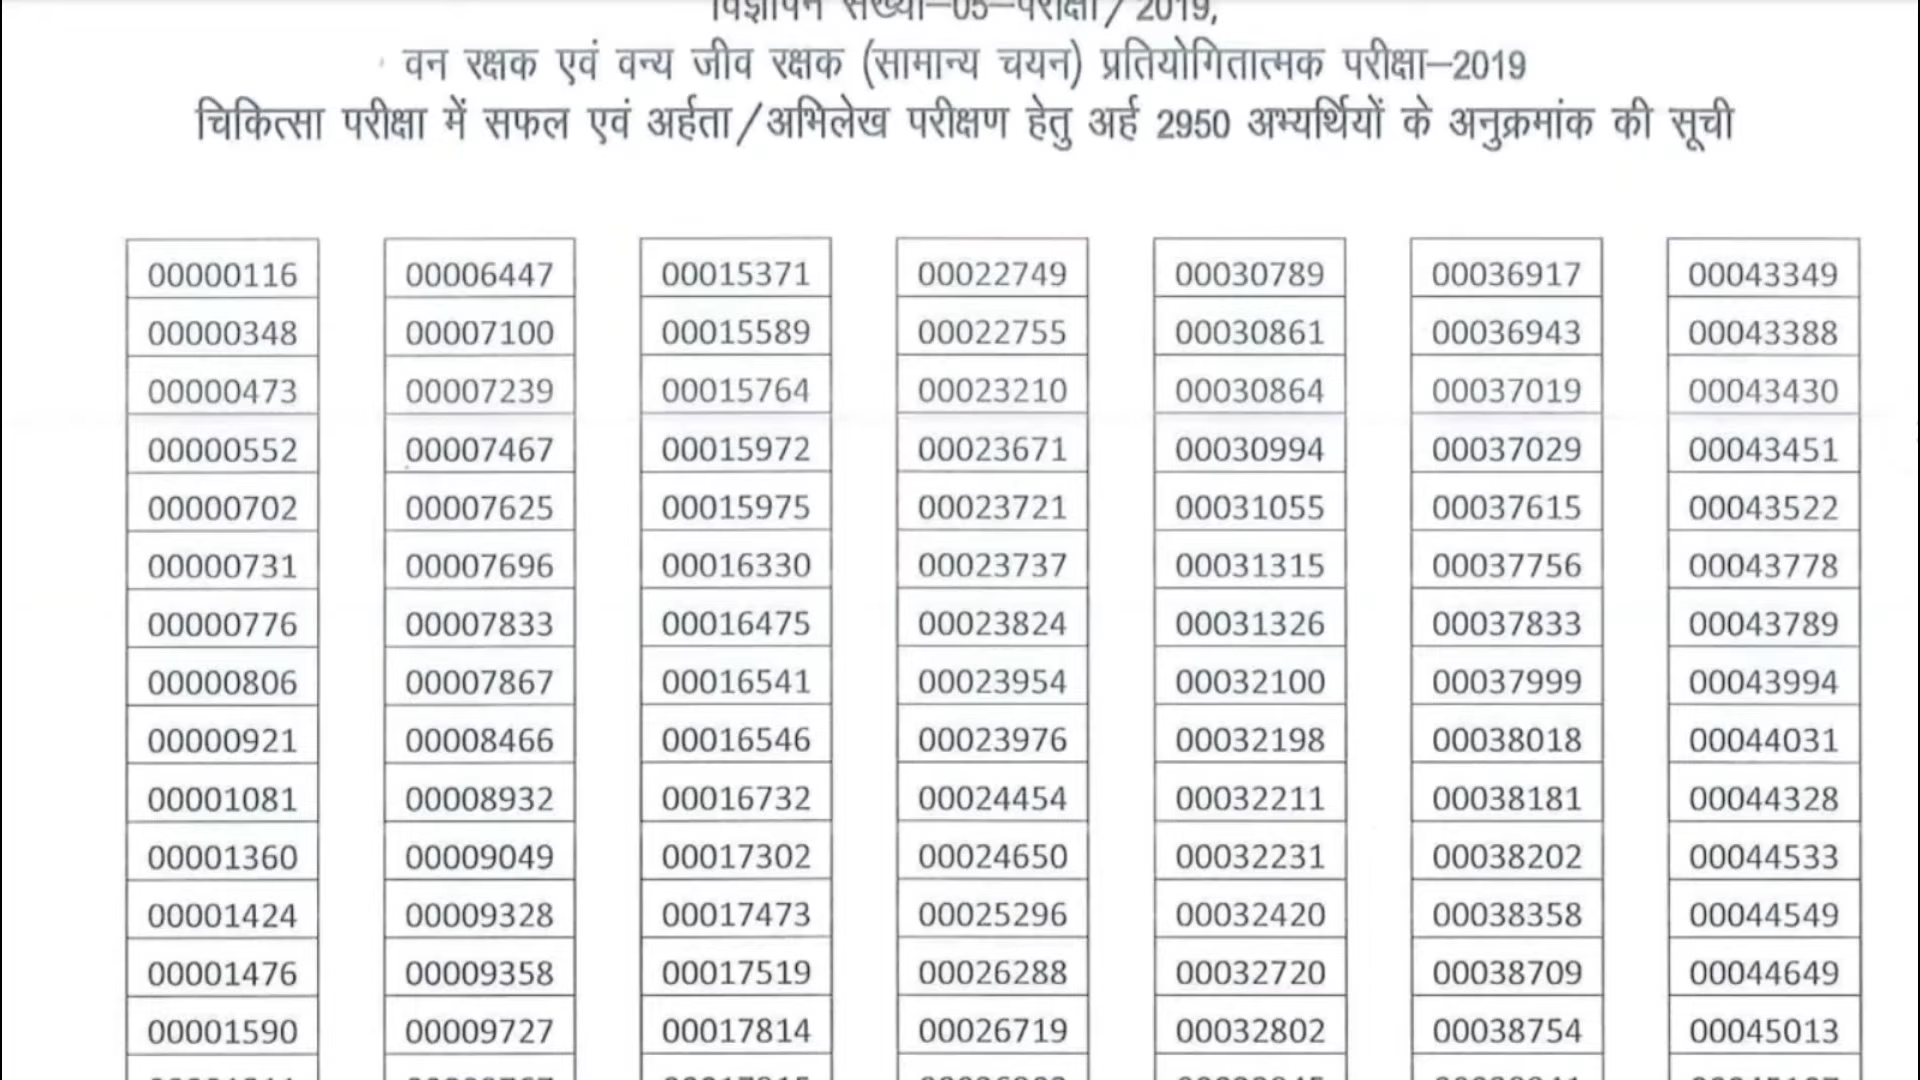 विज्ञापन संख्या–05–परीक्षा/2019,
वन रक्षक एवं वन्य जीव रक्षक (सामान्य चयन) प्रतियोगितात्मक परीक्षा–2019
चिकित्सा परीक्षा में सफल एवं अर्हता/अभिलेख परीक्षण हेतु अर्ह 2950 अभ्यर्थियों के अनुक्रमांक की सूची
00000116 00006447 00015371 00022749 00030789 00036917 00043349
00000348 00007100 00015589 00022755 00030861 00036943 00043388
00000473 00007239 00015764 00023210 00030864 00037019 00043430
00000552 00007467 00015972 00023671 00030994 00037029 00043451
00000702 00007625 00015975 00023721 00031055 00037615 00043522
00000731 00007696 00016330 00023737 00031315 00037756 00043778
00000776 00007833 00016475 00023824 00031326 00037833 00043789
00000806 00007867 00016541 00023954 00032100 00037999 00043994
00000921 00008466 00016546 00023976 00032198 00038018 00044031
00001081 00008932 00016732 00024454 00032211 00038181 00044328
00001360 00009049 00017302 00024650 00032231 00038202 00044533
00001424 00009328 00017473 00025296 00032420 00038358 00044549
00001476 00009358 00017519 00026288 00032720 00038709 00044649
00001590 00009727 00017814 00026719 00032802 00038754 00045013